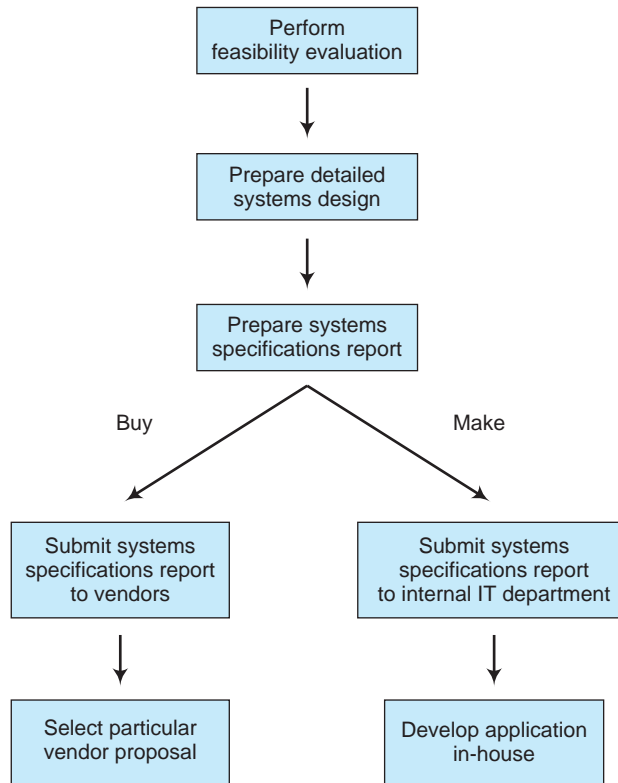 Perform
feasibility evaluation
Prepare detailed
systems design
Prepare systems
specifications report
Buy
Make
Submit systems
specifications report
to vendors
Submit systems
specifications report
to internal IT department
Select particular
vendor proposal
Develop application
in-house